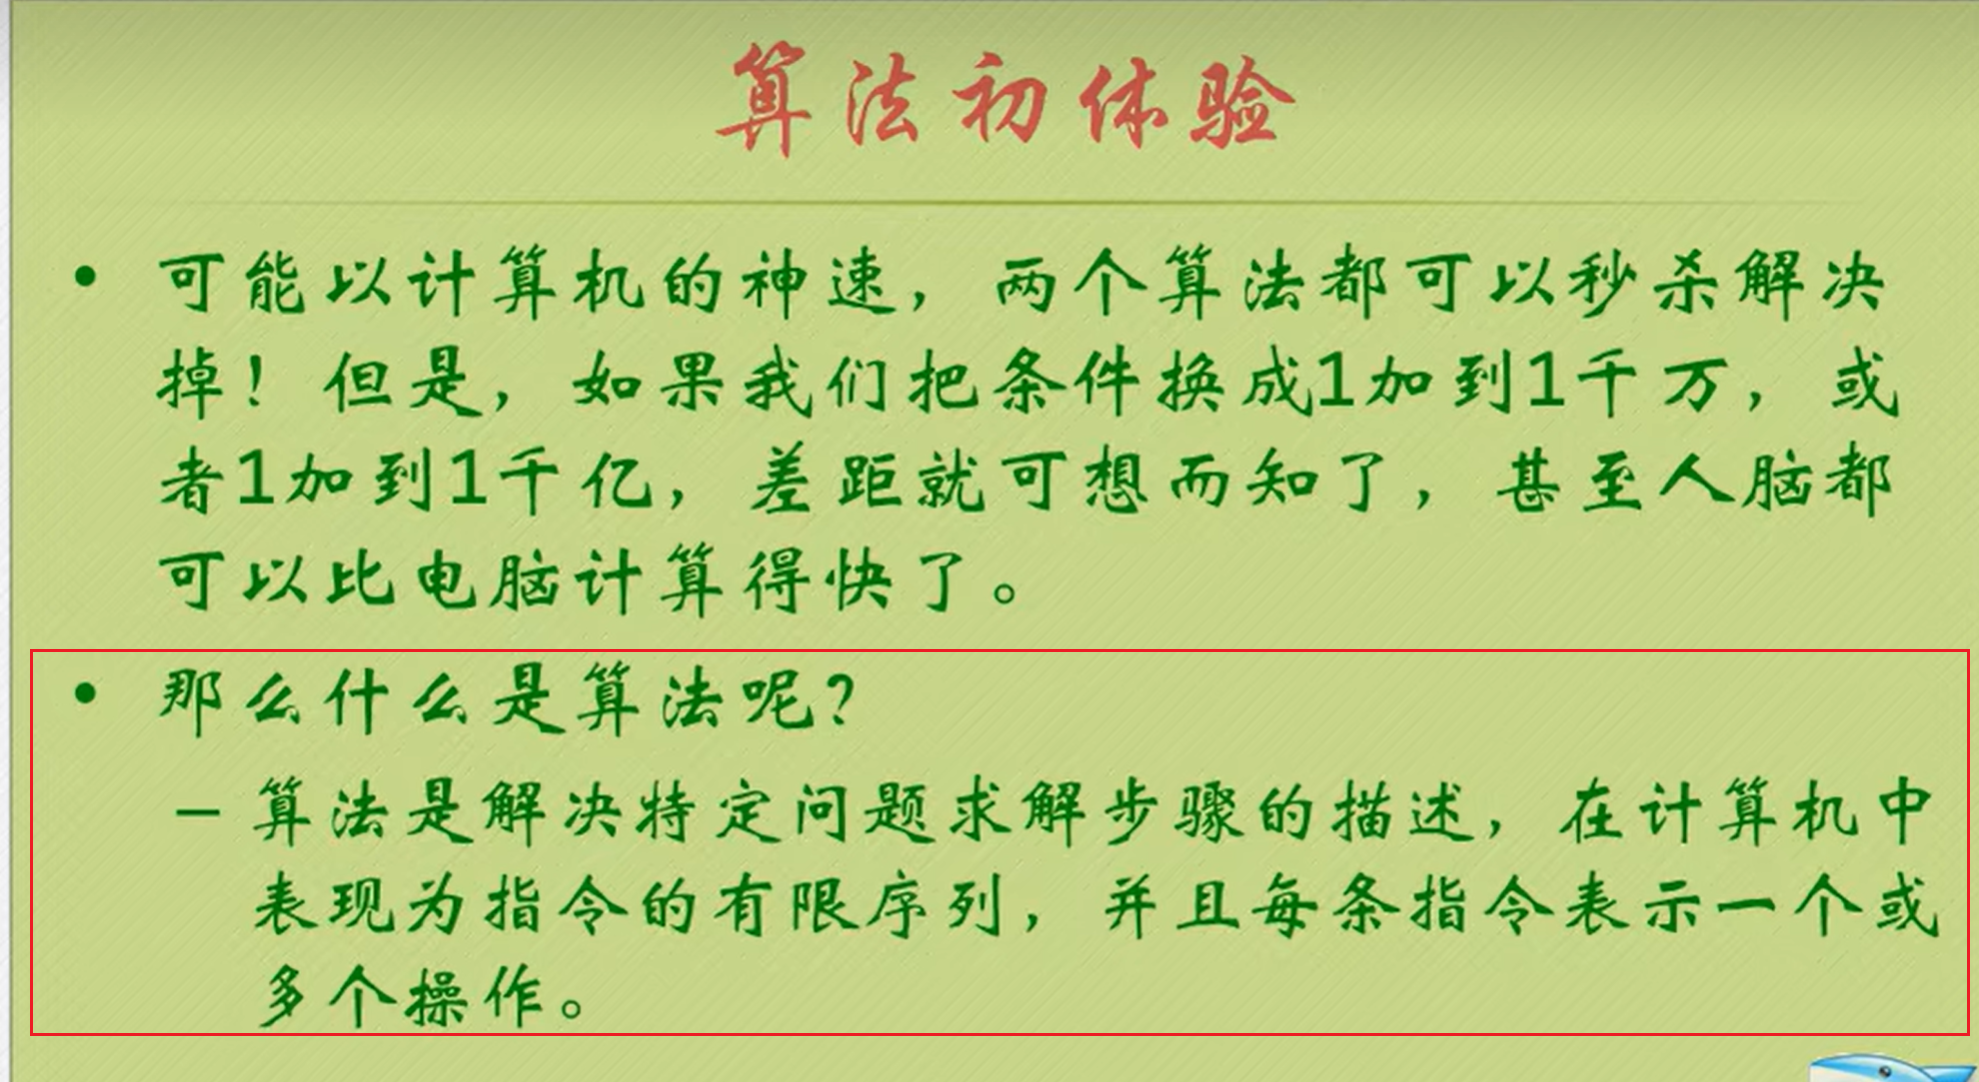 算法初体验
• 可能以计算机的神速，两个算法都可以秒杀解决
掉！但是，如果我们把条件换成1加到1千万，或
者1加到1千亿，差距就可想而知了，甚至人脑都
可以比电脑计算得快了。
• 那么什么是算法呢？
– 算法是解决特定问题求解步骤的描述，在计算机中
表现为指令的有限序列，并且每条指令表示一个或
多个操作。